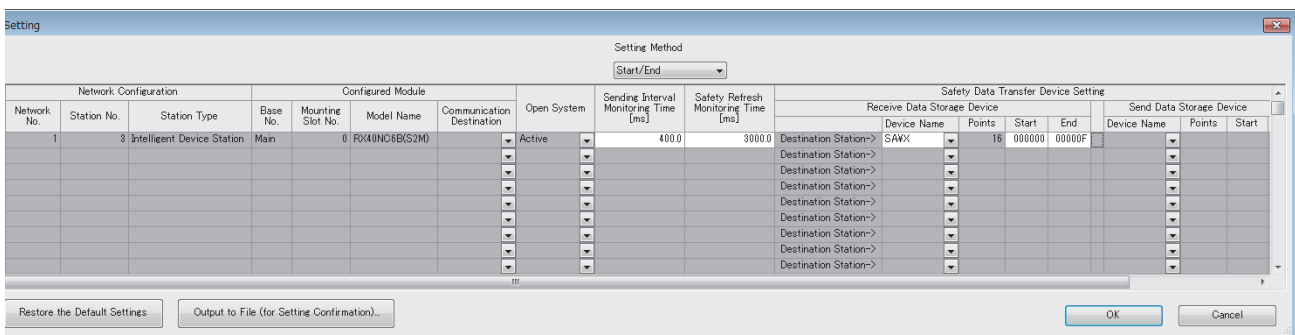 Setting
Setting Method
Start/End
Network Configuration Configured Module Open System Sending Interval Monitoring Time [ms] Safety Refresh Monitoring Time [ms] Safety Data Transfer Device Setting
Network No. Station No. Station Type Base No. Mounting Slot No. Model Name Communication Destination Receive Data Storage Device Send Data Storage Device
Device Name Points Start End Device Name Points Start
1 3 Intelligent Device Station Main 0 RX40NC6B(S2M) Active 400.0 3000.0 Destination Station-> SA¥X 16 000000 00000F
Destination Station->
Destination Station->
Destination Station->
Destination Station->
Destination Station->
Destination Station->
Destination Station->
Destination Station->
Restore the Default Settings Output to File (for Setting Confirmation)... OK Cancel